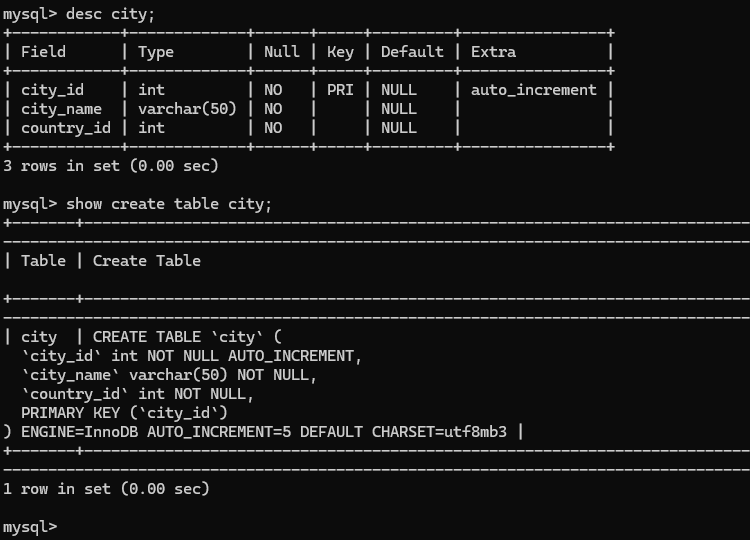 mysql> desc city;
+------------+-------------+------+-----+---------+----------------+
| Field      | Type        | Null | Key | Default | Extra          |
+------------+-------------+------+-----+---------+----------------+
| city_id    | int         | NO   | PRI | NULL    | auto_increment |
| city_name  | varchar(50) | NO   |     | NULL    |                |
| country_id | int         | NO   |     | NULL    |                |
+------------+-------------+------+-----+---------+----------------+
3 rows in set (0.00 sec)

mysql> show create table city;
+-------+--------------------------------------------------------------------------
-----------------------------------------------------------------------------------
| Table | Create Table

+-------+--------------------------------------------------------------------------
-----------------------------------------------------------------------------------
| city  | CREATE TABLE `city` (
  `city_id` int NOT NULL AUTO_INCREMENT,
  `city_name` varchar(50) NOT NULL,
  `country_id` int NOT NULL,
  PRIMARY KEY (`city_id`)
) ENGINE=InnoDB AUTO_INCREMENT=5 DEFAULT CHARSET=utf8mb3 |
+-------+--------------------------------------------------------------------------
-----------------------------------------------------------------------------------
1 row in set (0.00 sec)

mysql>